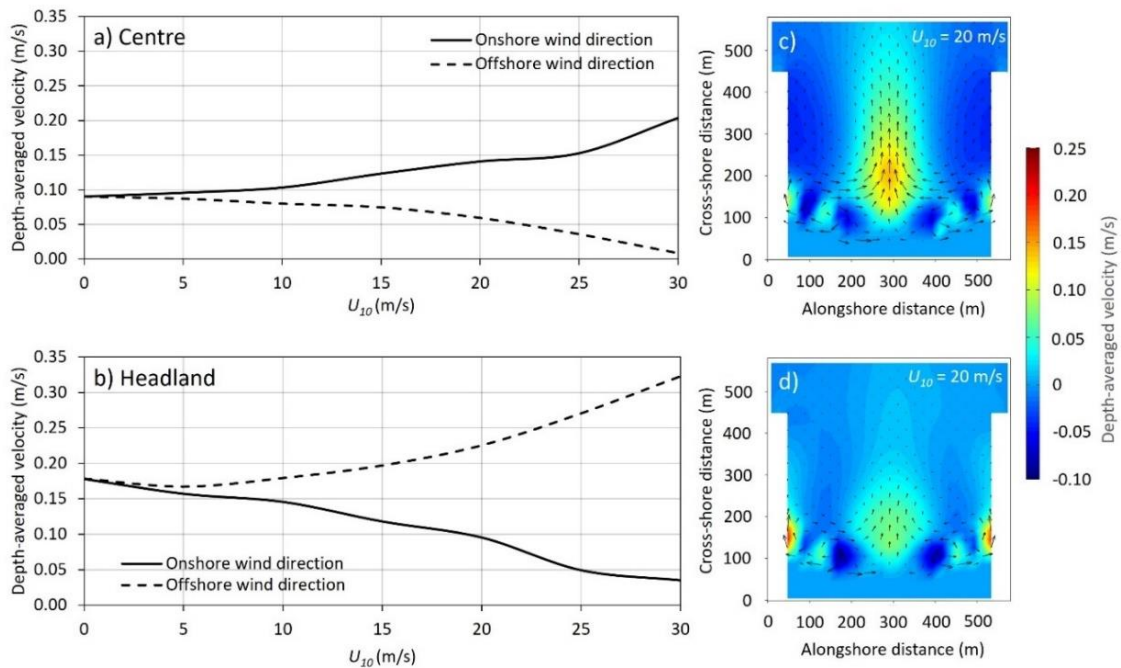 a) Centre
Onshore wind direction
Offshore wind direction
Depth-averaged velocity (m/s)
0.35
0.30
0.25
0.20
0.15
0.10
0.05
0.00
0 5 10 15 20 25 30
U10 (m/s)
c)
U10 = 20 m/s
Cross-shore distance (m)
500
400
300
200
100
0
0 100 200 300 400 500
Alongshore distance (m)
b) Headland
Onshore wind direction
Offshore wind direction
Depth-averaged velocity (m/s)
0.35
0.30
0.25
0.20
0.15
0.10
0.05
0.00
0 5 10 15 20 25 30
U10 (m/s)
d)
U10 = 20 m/s
Cross-shore distance (m)
500
400
300
200
100
0
0 100 200 300 400 500
Alongshore distance (m)
0.25
0.20
0.15
0.10
0.05
0
-0.05
-0.10
Depth-averaged velocity (m/s)